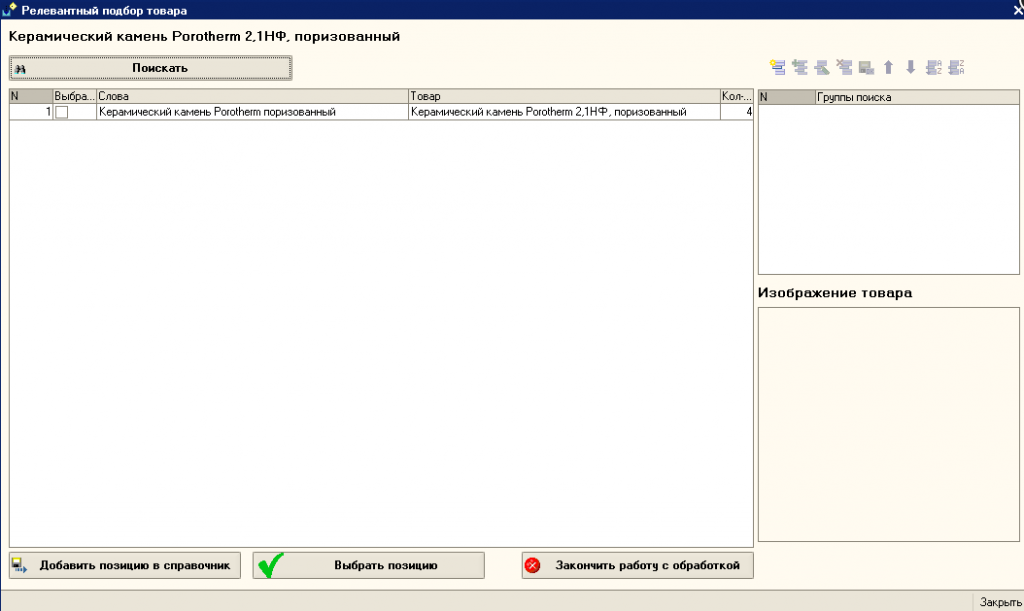 Релевантный подбор товара
Керамический камень Porotherm 2,1НФ, поризованный
Поискать
N Выбра... Слова Товар Кол-...
1 Керамический камень Porotherm поризованный Керамический камень Porotherm 2,1НФ, поризованный 4
N Группы поиска
Изображение товара
Добавить позицию в справочник Выбрать позицию Закончить работу с обработкой
Закрыть